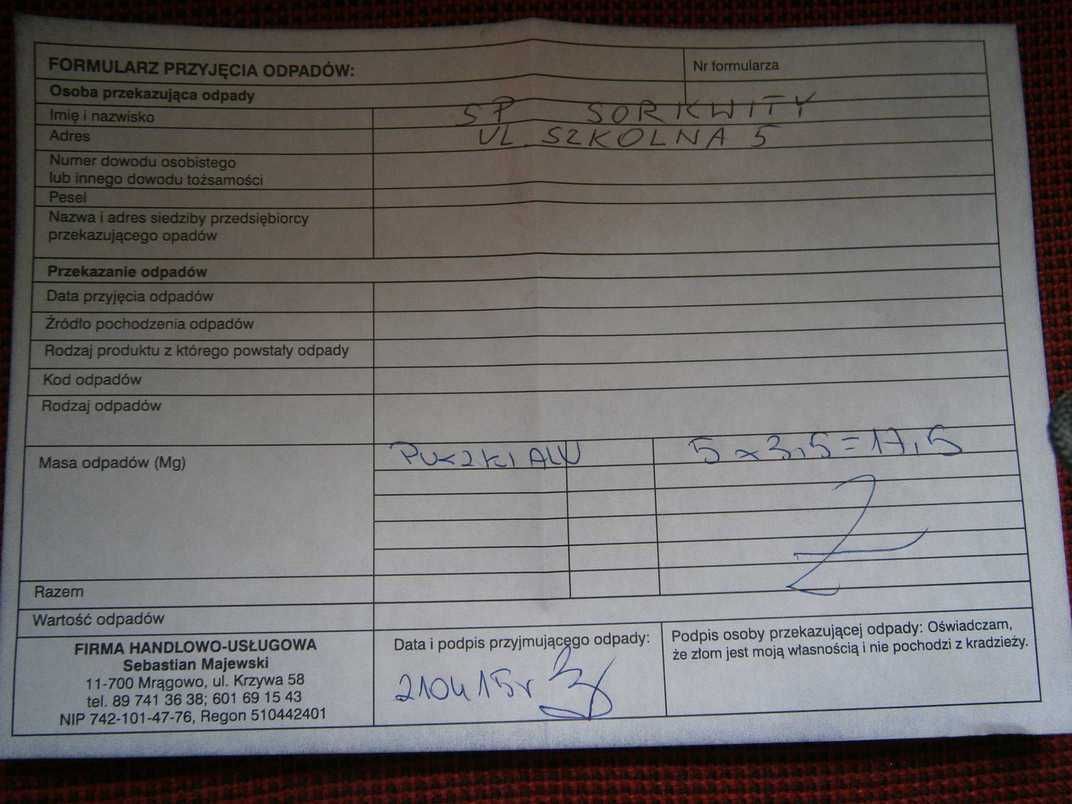 FORMULARZ PRZYJĘCIA ODPADÓW:
Nr formularza
Osoba przekazująca odpady
Imię i nazwisko SP SORKWITY
Adres UL. SZKOLNA 5
Numer dowodu osobistego
lub innego dowodu tożsamości
Pesel
Nazwa i adres siedziby przedsiębiorcy
przekazującego opadów
Przekazanie odpadów
Data przyjęcia odpadów
Źródło pochodzenia odpadów
Rodzaj produktu z którego powstały odpady
Kod odpadów
Rodzaj odpadów
Masa odpadów (Mg) PUSZKI ALU 5 x 3,5 = 17,5
Razem
Wartość odpadów
FIRMA HANDLOWO-USŁUGOWA
Sebastian Majewski
11-700 Mrągowo, ul. Krzywa 58
tel. 89 741 36 38; 601 69 15 43
NIP 742-101-47-76, Regon 510442401
Data i podpis przyjmującego odpady:
210415r
Podpis osoby przekazującej odpady: Oświadczam,
że złom jest moją własnością i nie pochodzi z kradzieży.